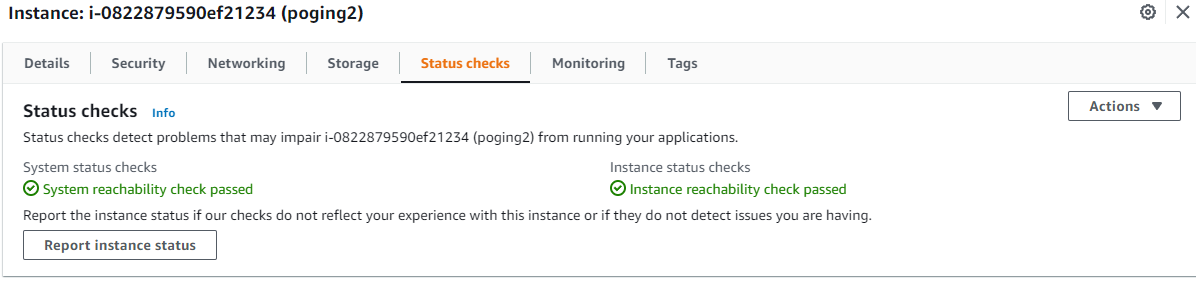 Instance: i-0822879590ef21234 (poging2)
Details
Security
Networking
Storage
Status checks
Monitoring
Tags
Status checks Info
Actions
Status checks detect problems that may impair i-0822879590ef21234 (poging2) from running your applications.
System status checks
System reachability check passed
Instance status checks
Instance reachability check passed
Report the instance status if our checks do not reflect your experience with this instance or if they do not detect issues you are having.
Report instance status